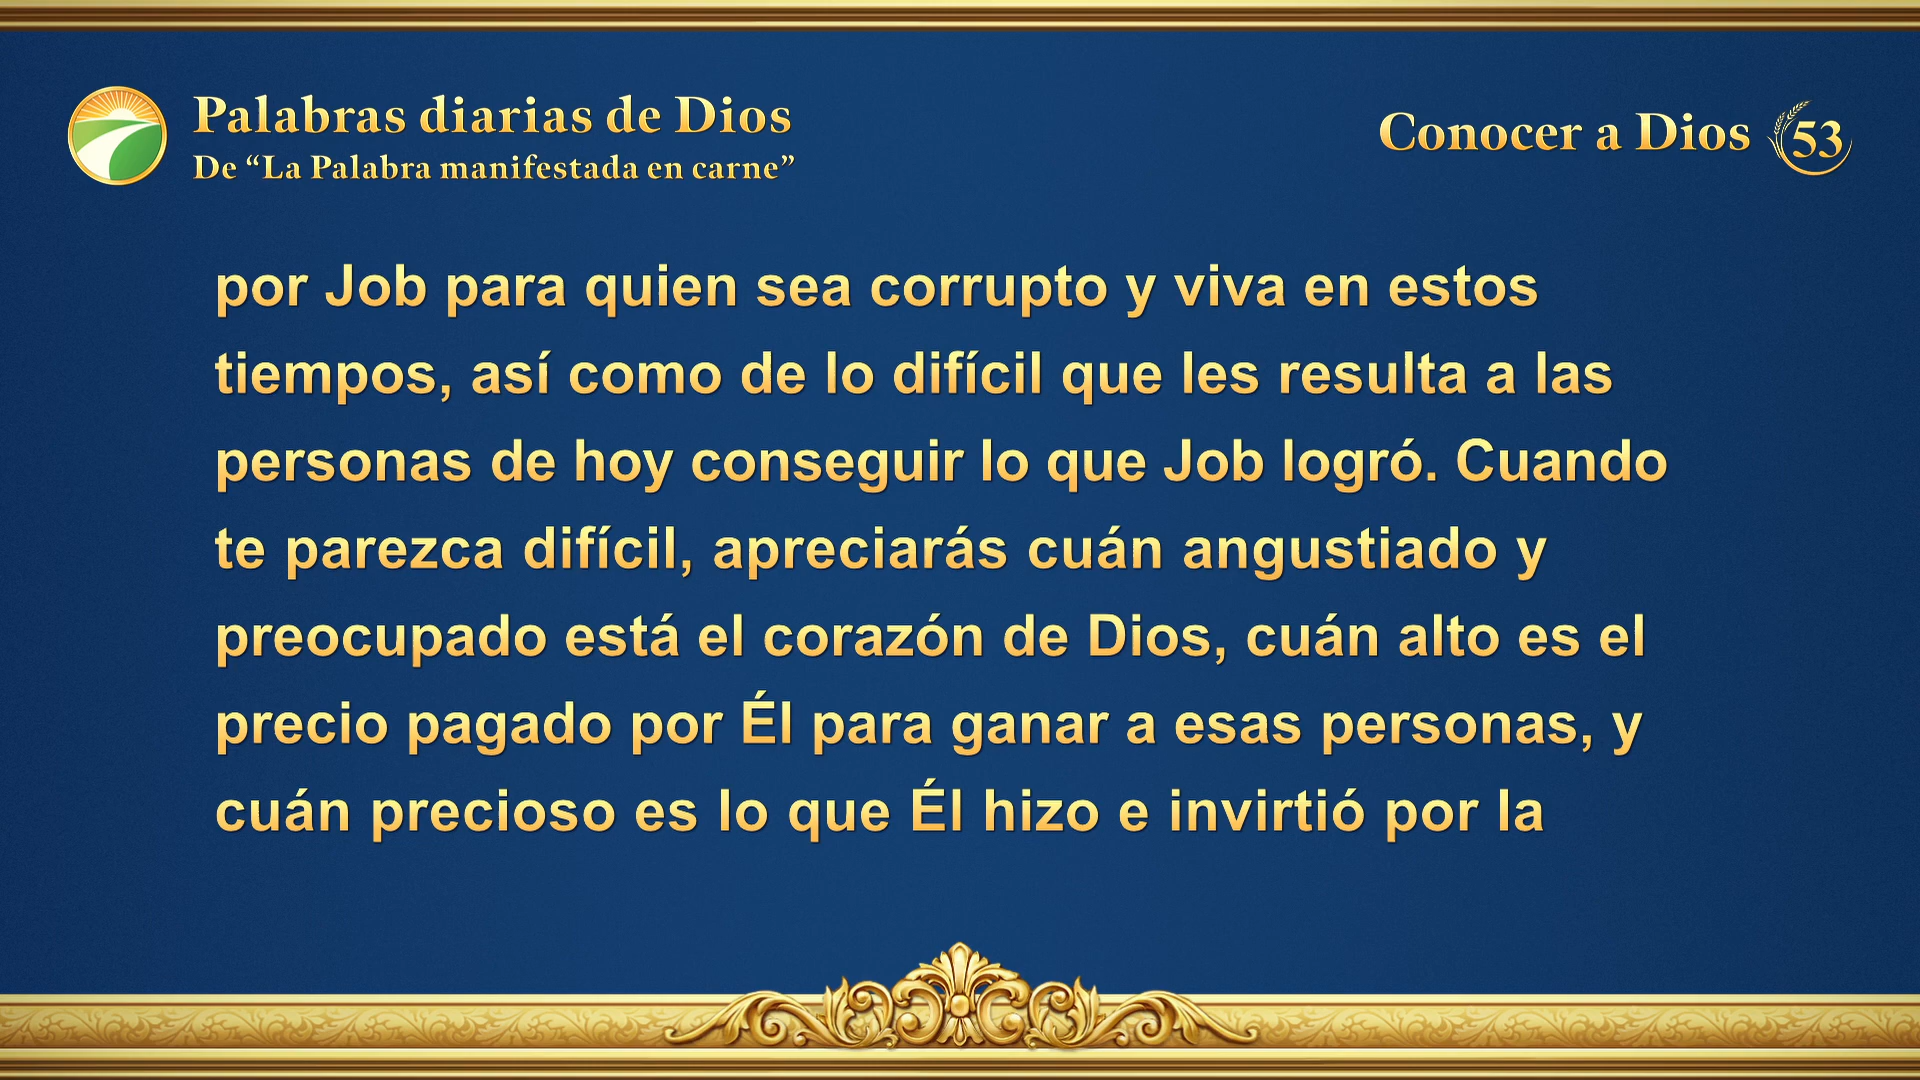 Palabras diarias de Dios
De “La Palabra manifestada en carne”
Conocer a Dios 53
por Job para quien sea corrupto y viva en estos
tiempos, así como de lo difícil que les resulta a las
personas de hoy conseguir lo que Job logró. Cuando
te parezca difícil, apreciarás cuán angustiado y
preocupado está el corazón de Dios, cuán alto es el
precio pagado por Él para ganar a esas personas, y
cuán precioso es lo que Él hizo e invirtió por la